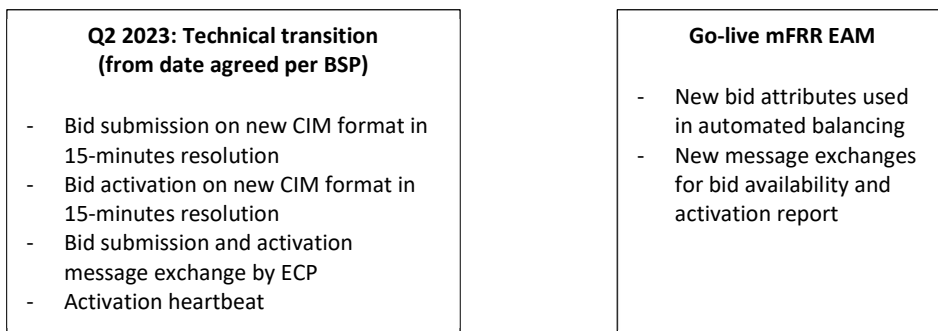 Q2 2023: Technical transition
(from date agreed per BSP)
- Bid submission on new CIM format in
15-minutes resolution
- Bid activation on new CIM format in
15-minutes resolution
- Bid submission and activation
message exchange by ECP
- Activation heartbeat
Go-live mFRR EAM
- New bid attributes used
in automated balancing
- New message exchanges
for bid availability and
activation report